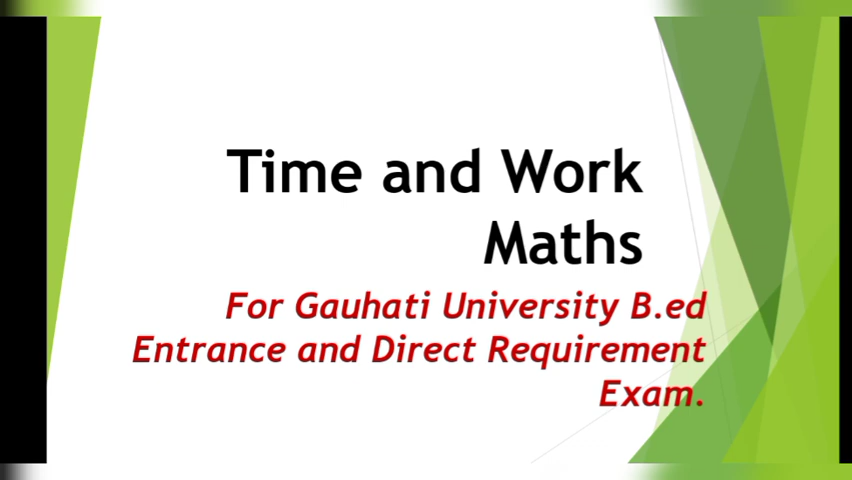 Time and Work
Maths
For Gauhati University B.ed
Entrance and Direct Requirement
Exam.